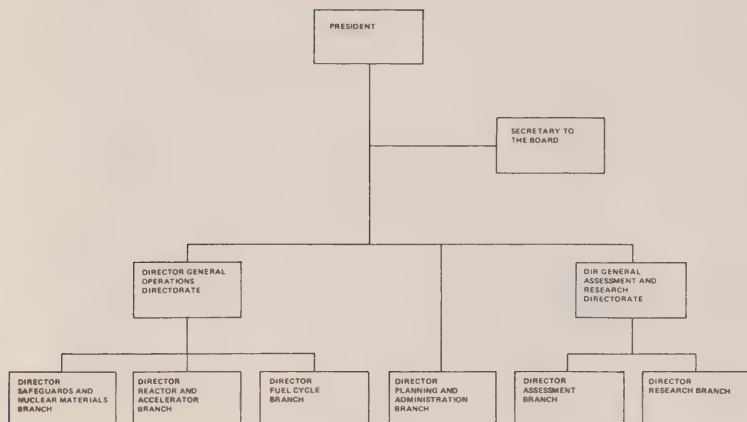 PRESIDENT
SECRETARY TO
THE BOARD
DIRECTOR GENERAL
OPERATIONS
DIRECTORATE
DIR GENERAL
ASSESSMENT AND
RESEARCH
DIRECTORATE
DIRECTOR
SAFEGUARDS AND
NUCLEAR MATERIALS
BRANCH
DIRECTOR
REACTOR AND
ACCELERATOR
BRANCH
DIRECTOR
FUEL CYCLE
BRANCH
DIRECTOR
PLANNING AND
ADMINISTRATION
BRANCH
DIRECTOR
ASSESSMENT
BRANCH
DIRECTOR
RESEARCH BRANCH